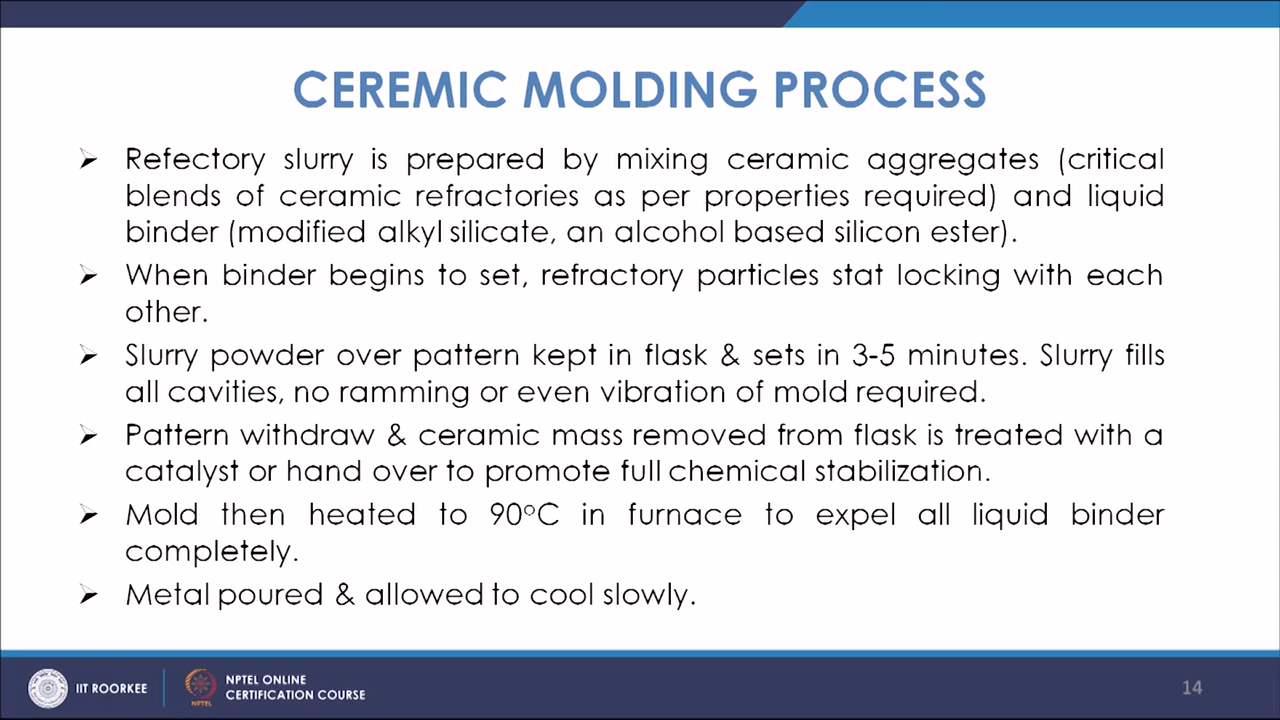 CEREMIC MOLDING PROCESS
➢ Refectory slurry is prepared by mixing ceramic aggregates (critical
blends of ceramic refractories as per properties required) and liquid
binder (modified alkyl silicate, an alcohol based silicon ester).
➢ When binder begins to set, refractory particles stat locking with each
other.
➢ Slurry powder over pattern kept in flask & sets in 3-5 minutes. Slurry fills
all cavities, no ramming or even vibration of mold required.
➢ Pattern withdraw & ceramic mass removed from flask is treated with a
catalyst or hand over to promote full chemical stabilization.
➢ Mold then heated to 90°C in furnace to expel all liquid binder
completely.
➢ Metal poured & allowed to cool slowly.
IIT ROORKEE
NPTEL
NPTEL ONLINE
CERTIFICATION COURSE
14